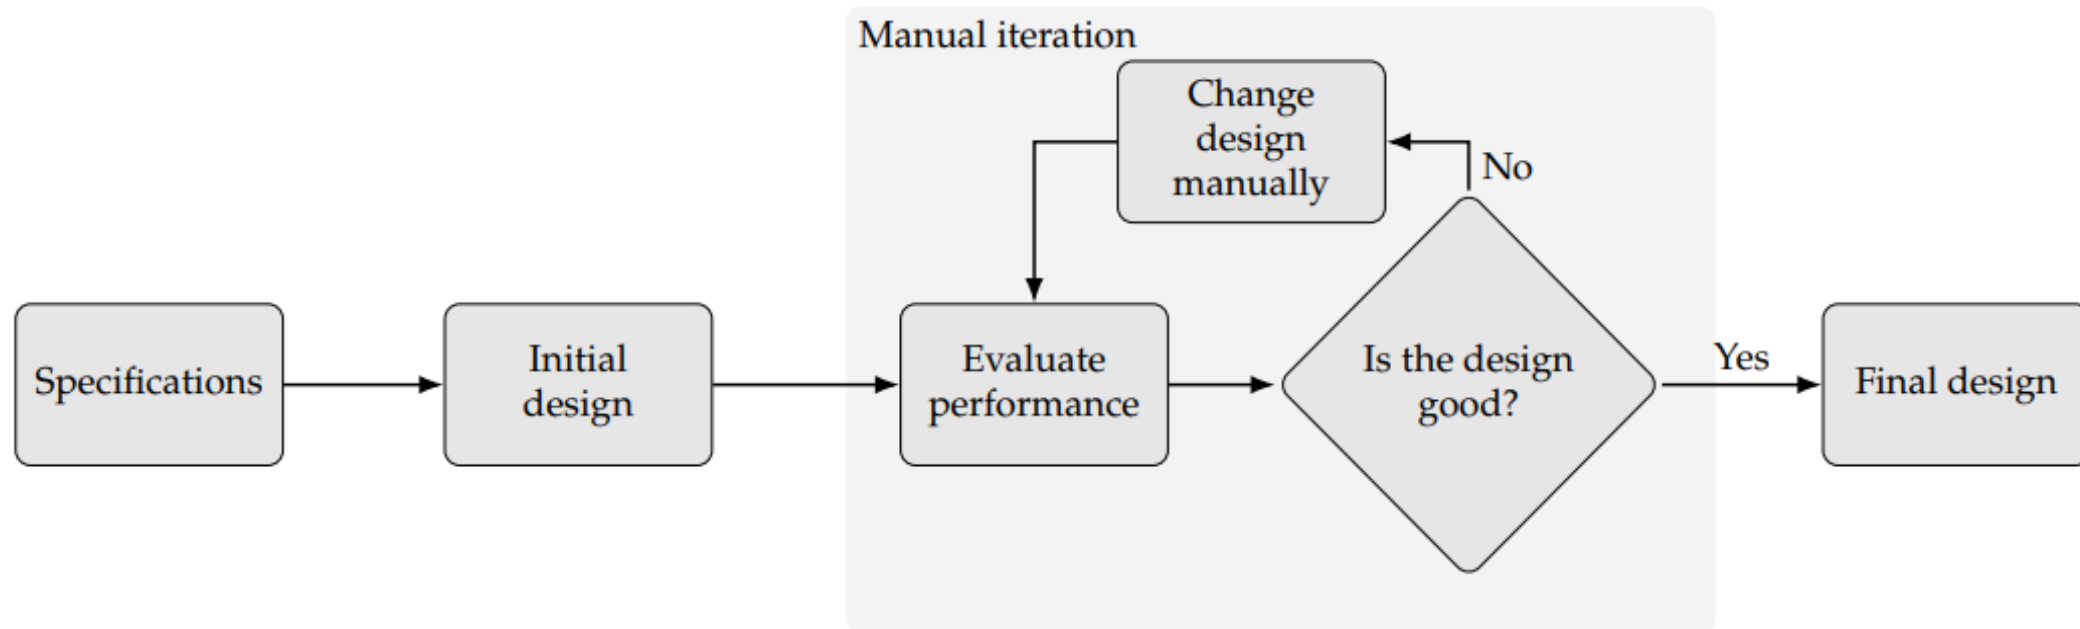 Manual iteration
Change
design
manually
No
Specifications
Initial
design
Evaluate
performance
Is the design
good?
Yes
Final design